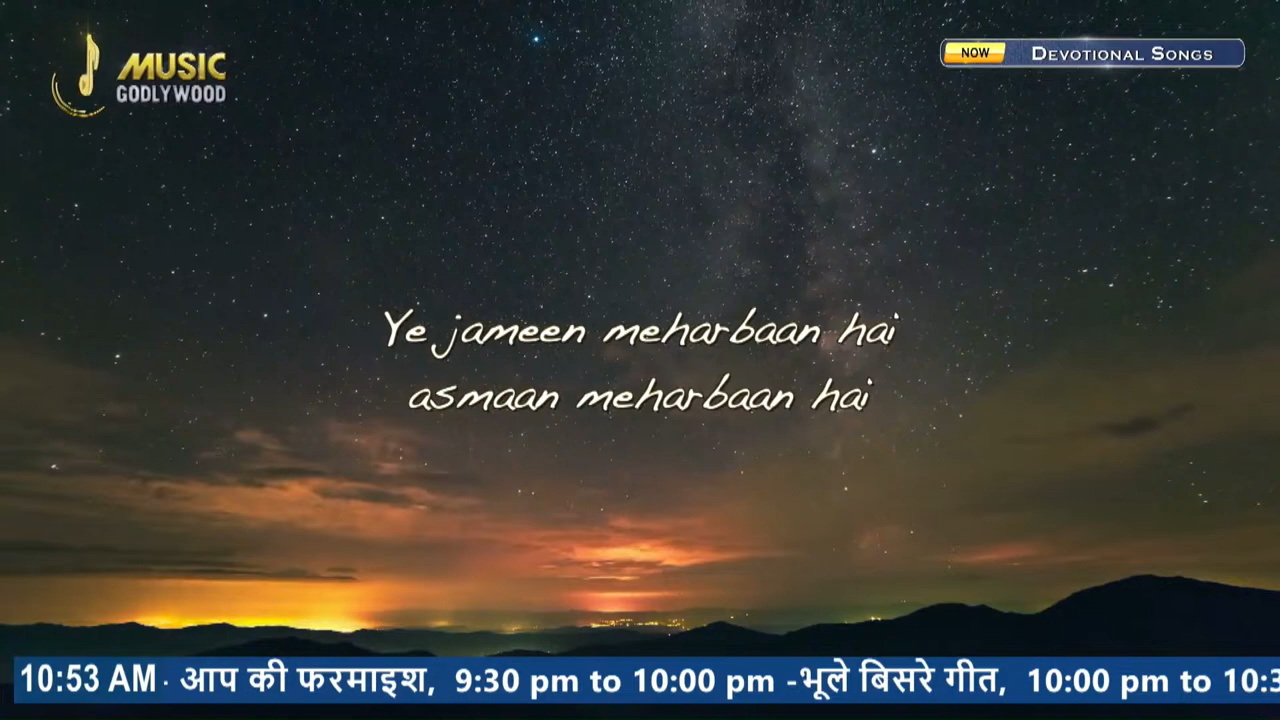 MUSIC
GODLYWOOD
NOW DEVOTIONAL SONGS
Ye jameen meharbaan hai
asmaan meharbaan hai
10:53 AM · आप की फरमाइश, 9:30 pm to 10:00 pm -भूले बिसरे गीत, 10:00 pm to